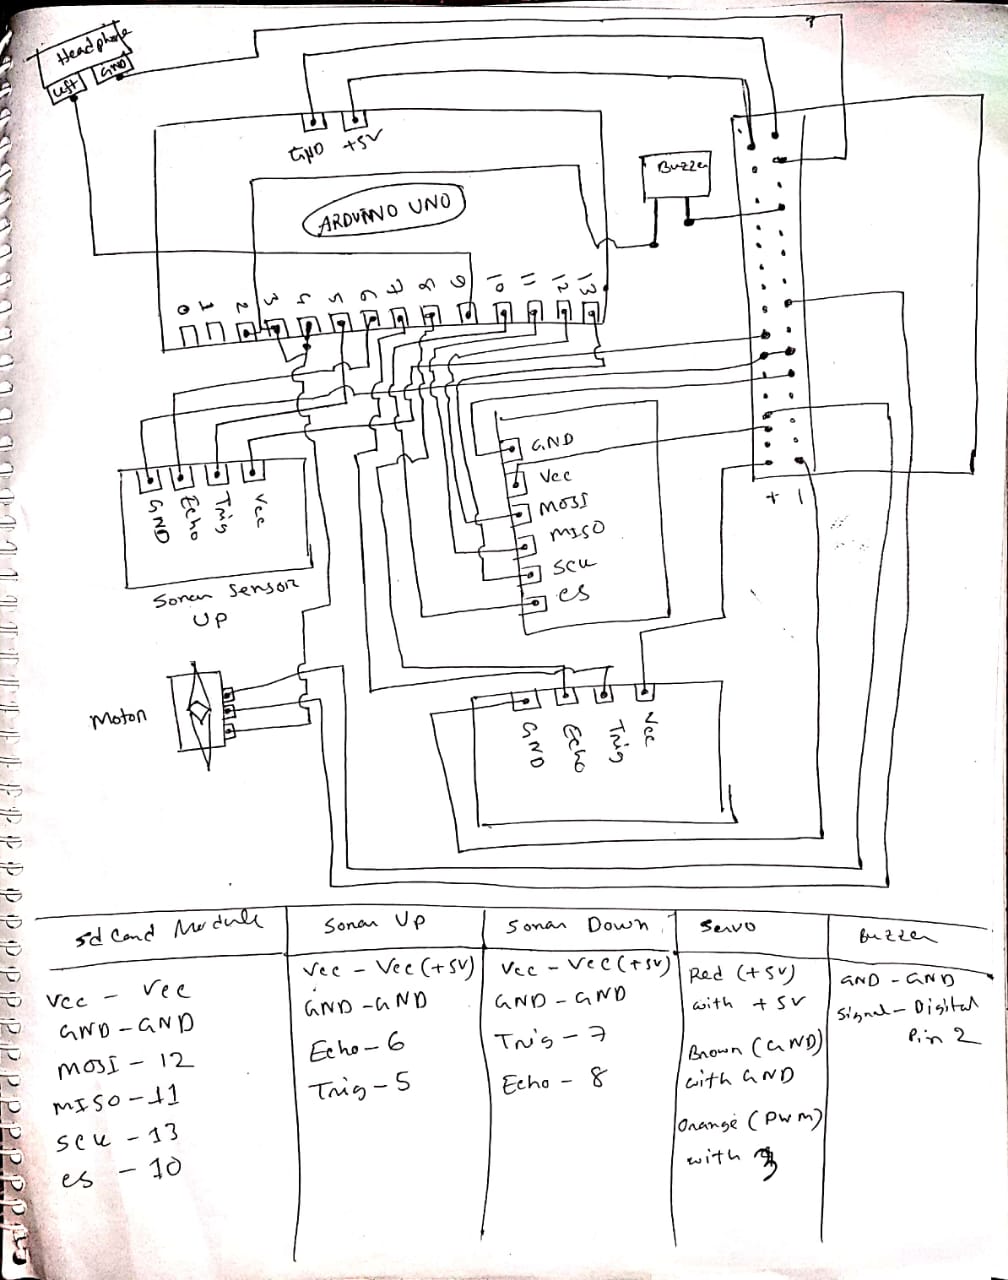 Headphone
Left
GND
GND
+5V
ARDUINO UNO
Buzzer
0
1
2
3
4
5
6
7
8
9
10
11
12
13
GND
Vcc
MOSI
MISO
SCK
CS
+
GND
Echo
Trig
Vcc
Sonar Sensor
UP
Motor
GND
Echo
Trig
Vcc
Sd Card Module
Vcc - Vcc
GND-GND
MOSI - 12
MISO-11
SCK - 13
CS - 10
Sonar Up
Vcc - Vcc (+5V)
GND-GND
Echo-6
Trig-5
Sonar Down
Vcc - Vcc (+5V)
GND-GND
Trig-7
Echo-8
Servo
Red (+5V)
with +5V
Brown (GND)
with GND
Orange (PWM)
with
Buzzer
GND-GND
Signal-Digital
Pin 2